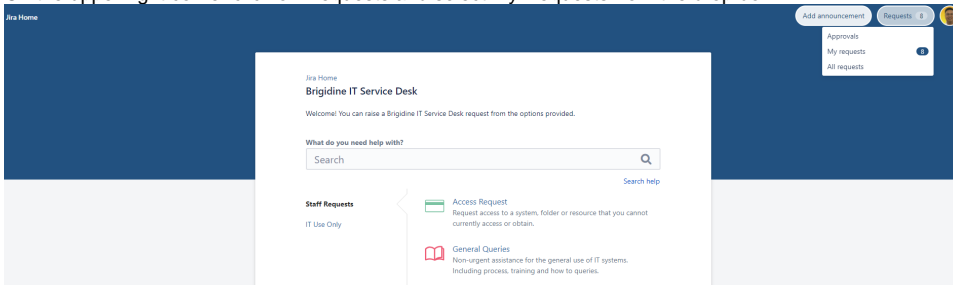 Jira Home
Add announcement
Requests 8
Approvals
My requests 8
All requests
Jira Home
Brigidine IT Service Desk
Welcome! You can raise a Brigidine IT Service Desk request from the options provided.
What do you need help with?
Search
Search help
Staff Requests
IT Use Only
Access Request
Request access to a system, folder or resource that you cannot
currently access or obtain.
General Queries
Non-urgent assistance for the general use of IT systems.
Including process, training and how to queries.